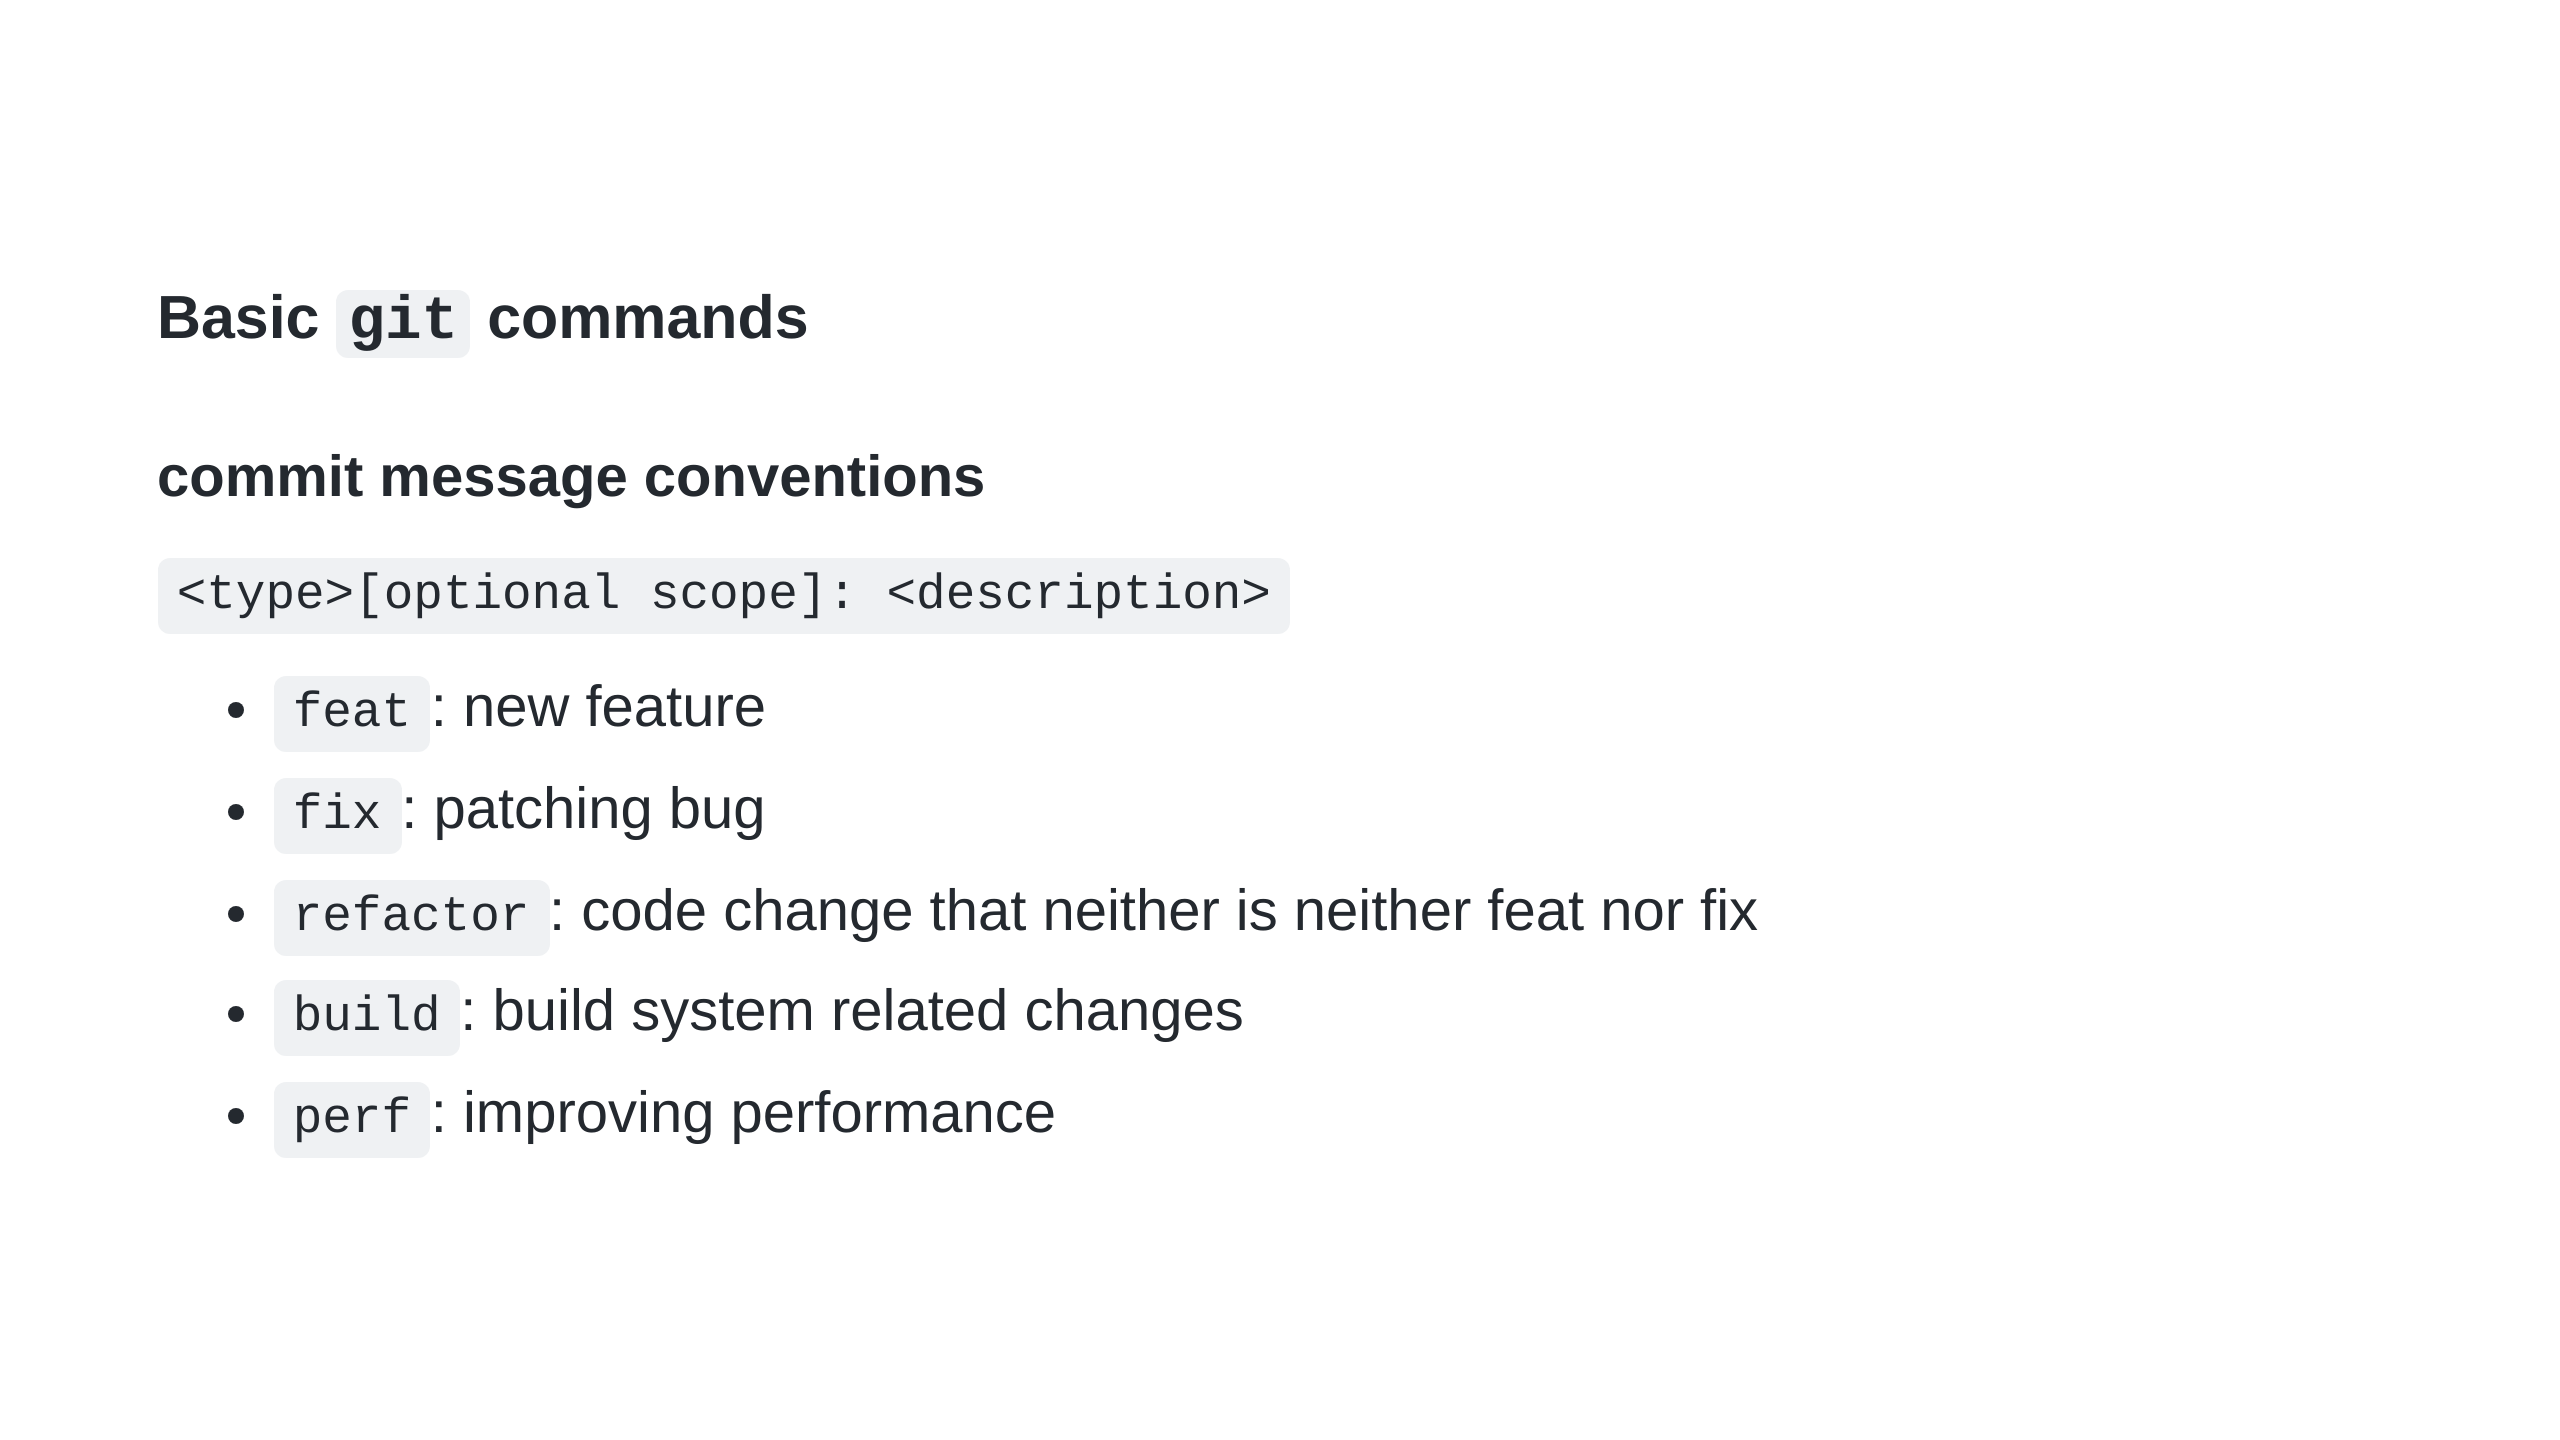 Basic git commands
commit message conventions
<type>[optional scope]: <description>
• feat: new feature
• fix: patching bug
• refactor: code change that neither is neither feat nor fix
• build: build system related changes
• perf: improving performance